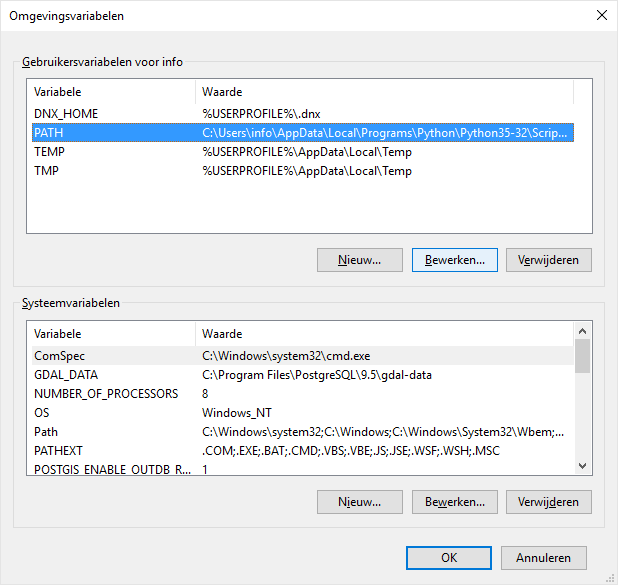 Omgevingsvariabelen
Gebruikersvariabelen voor info
Variabele Waarde
DNX_HOME %USERPROFILE%\.dnx
PATH C:\Users\info\AppData\Local\Programs\Python\Python35-32\Scrip...
TEMP %USERPROFILE%\AppData\Local\Temp
TMP %USERPROFILE%\AppData\Local\Temp
Nieuw... Bewerken... Verwijderen
Systeemvariabelen
Variabele Waarde
ComSpec C:\Windows\system32\cmd.exe
GDAL_DATA C:\Program Files\PostgreSQL\9.5\gdal-data
NUMBER_OF_PROCESSORS 8
OS Windows_NT
Path C:\Windows\system32;C:\Windows;C:\Windows\System32\Wbem;...
PATHEXT .COM;.EXE;.BAT;.CMD;.VBS;.VBE;.JS;.JSE;.WSF;.WSH;.MSC
POSTGIS_ENABLE_OUTDB_R... 1
Nieuw... Bewerken... Verwijderen
OK Annuleren